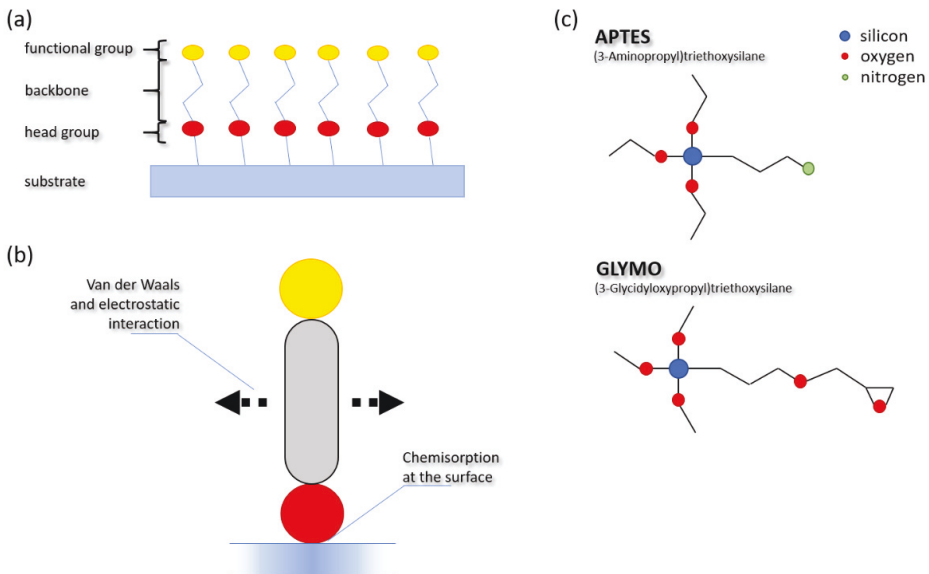 (a)
functional group
backbone
head group
substrate
(b)
Van der Waals
and electrostatic
interaction
Chemisorption
at the surface
(c)
APTES
(3-Aminopropyl)triethoxysilane
silicon
oxygen
nitrogen
GLYMO
(3-Glycidyloxypropyl)triethoxysilane